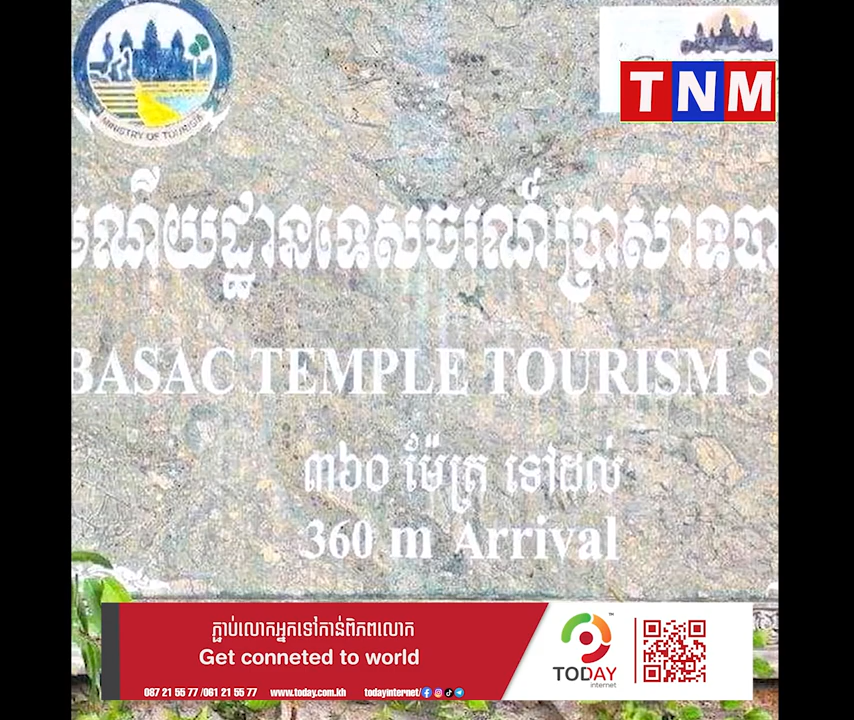 MINISTRY OF TOURISM
TNM
រមណីយដ្ឋានទេសចរណ៍ប្រាសាទបា
BASAC TEMPLE TOURISM S
៣៦០ ម៉ែត្រ ទៅដល់
360 m Arrival
ភ្ជាប់លោកអ្នកទៅកាន់ពិភពលោក
Get conneted to world
TODAY
internet
087 21 55 77 /061 21 55 77 www.today.com.kh todayinternet/